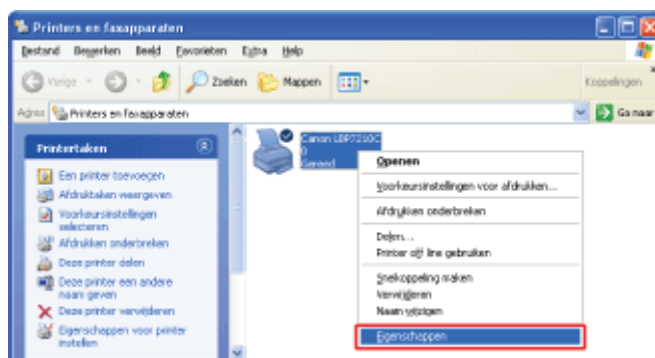 Printers en faxapparaten
Bestand Bewerken Beeld Favorieten Extra Help
Vorige Zoeken Mappen Koppelingen
Adres Printers en faxapparaten Ga naar
Printertaken
Een printer toevoegen
Afdruktaken weergeven
Voorkeursinstellingen
selecteren
Afdrukken onderbreken
Deze printer delen
Deze printer een andere
naam geven
Deze printer verwijderen
Eigenschappen voor printer
instellen
Canon LBP7210C
0
Gereed
Openen
Voorkeursinstellingen voor afdrukken...
Afdrukken onderbreken
Delen...
Printer off line gebruiken
Snelkoppeling maken
Verwijderen
Naam wijzigen
Eigenschappen